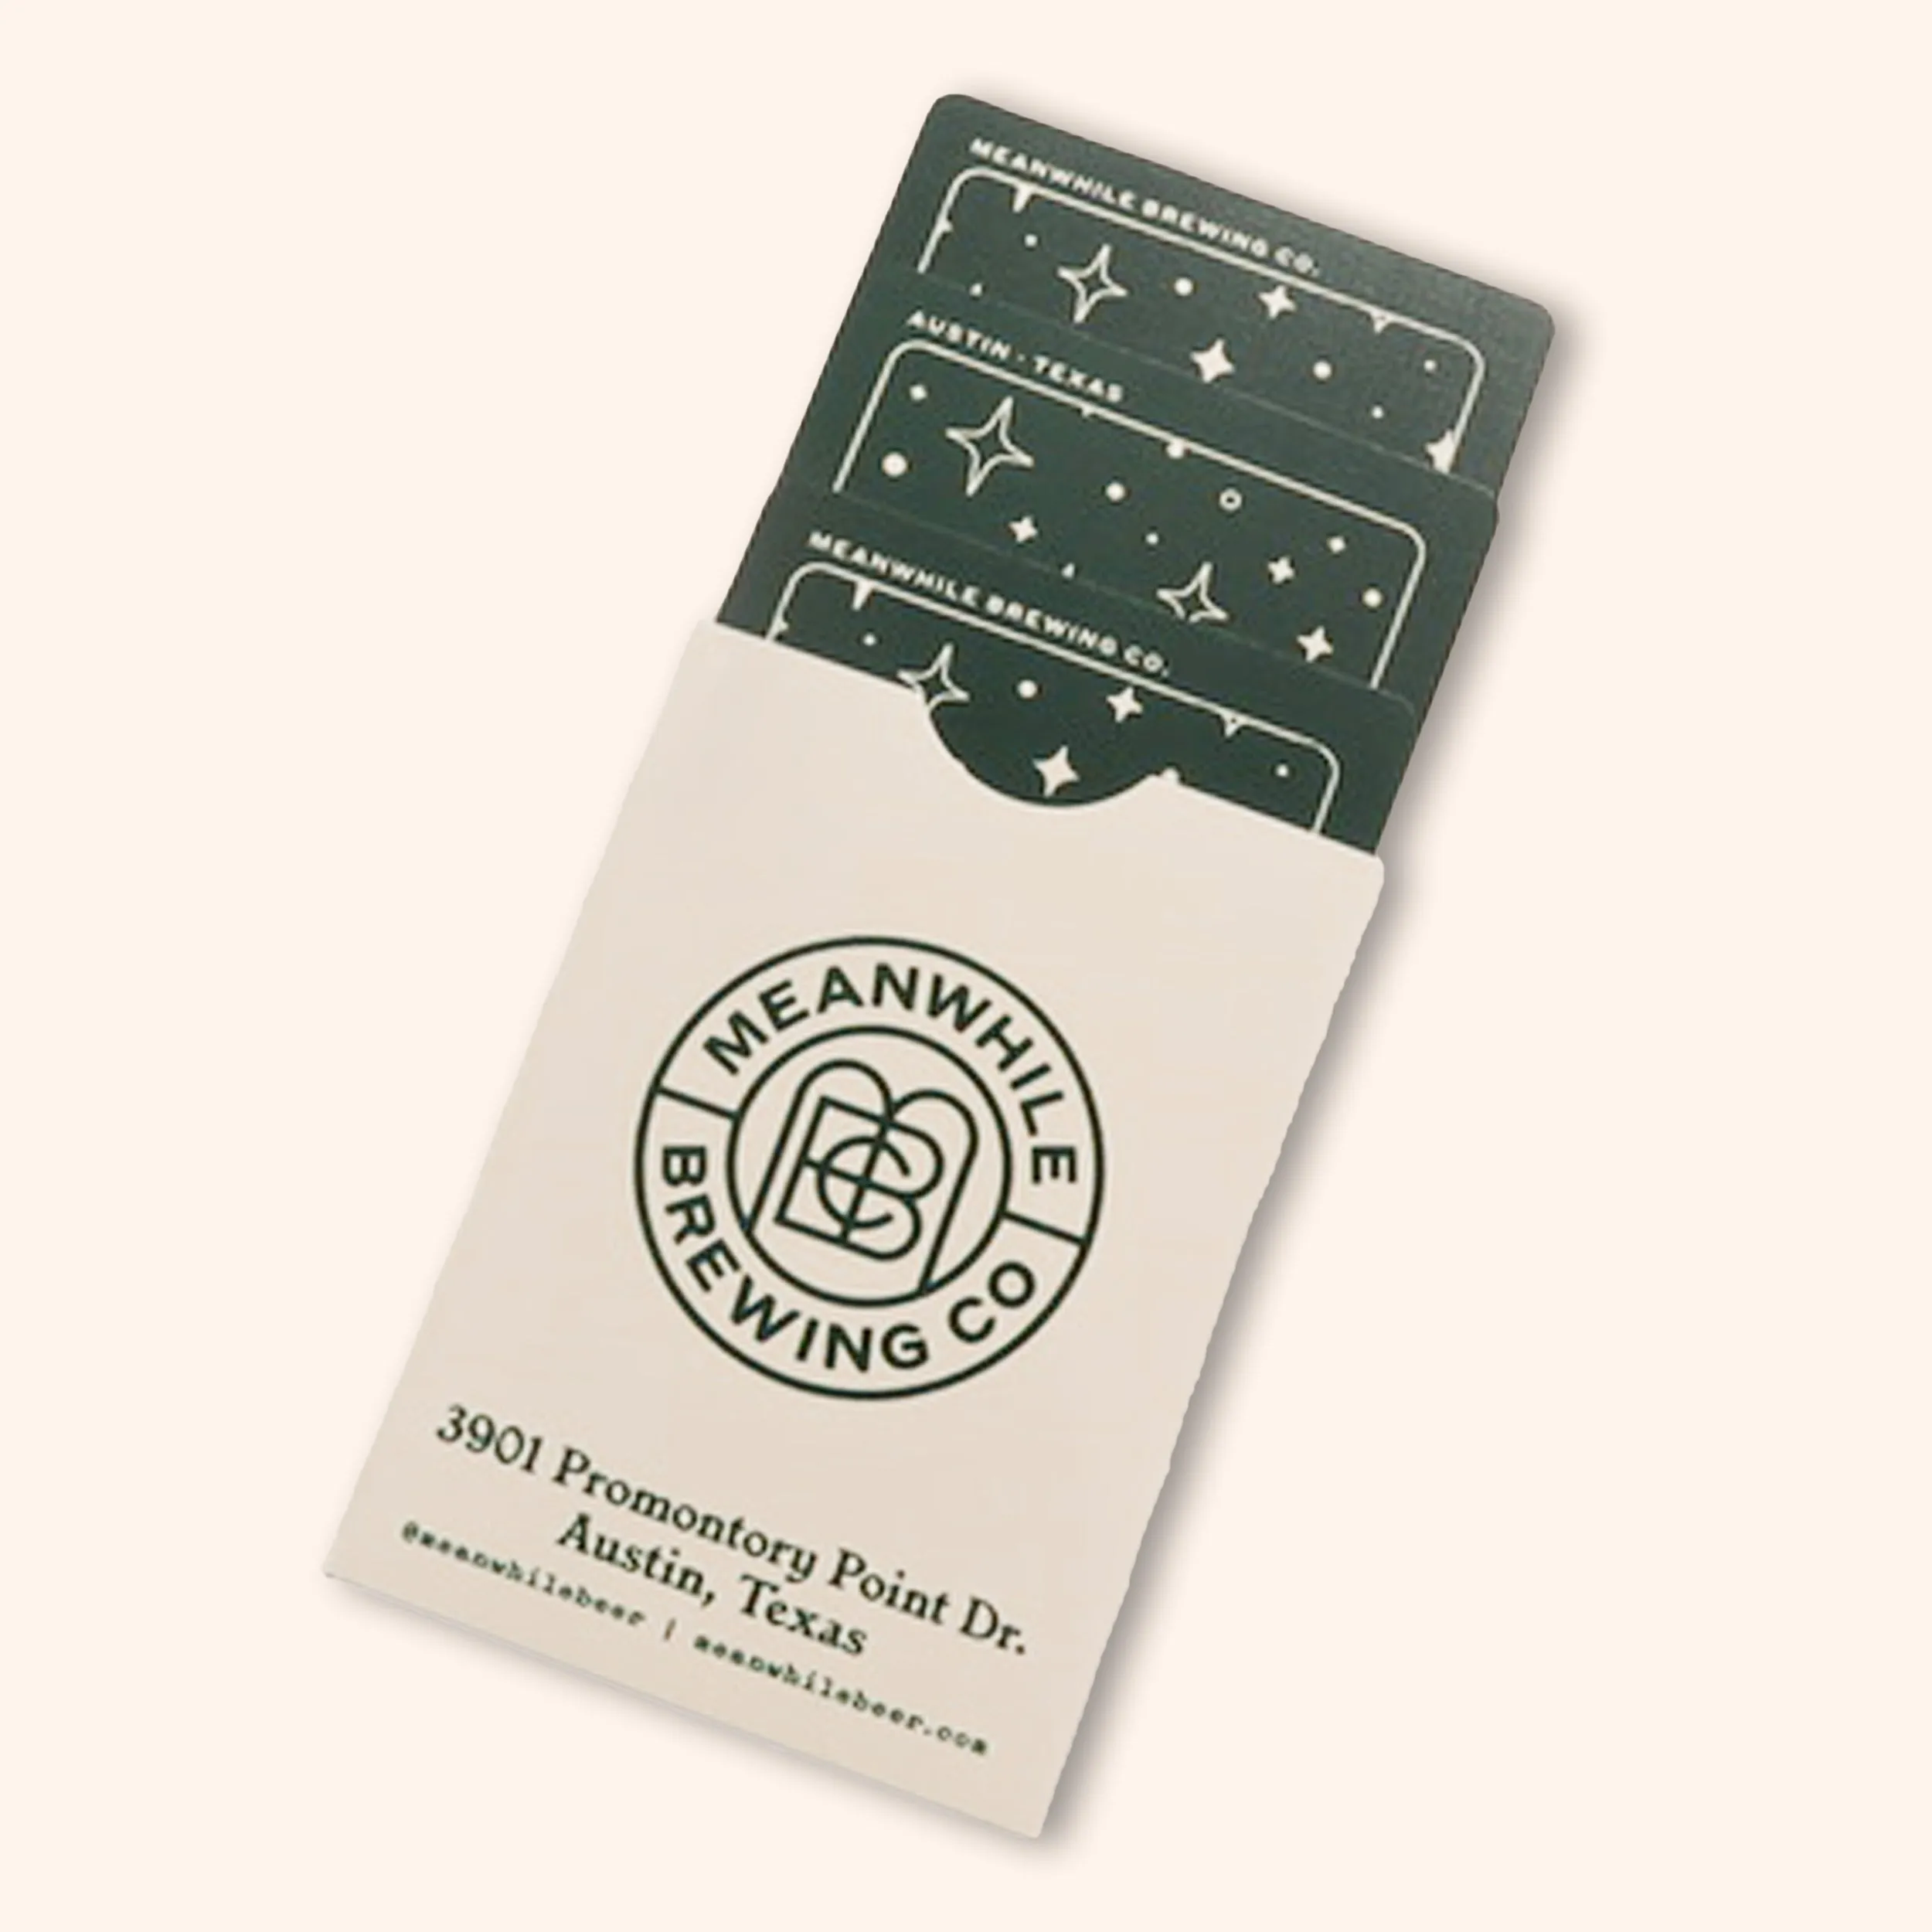 MEANWHILE BREWING CO.
AUSTIN · TEXAS
MEANWHILE BREWING CO.
MEANWHILE
BREWING CO
MBC
3901 Promontory Point Dr.
Austin, Texas
@meanwhilebeer | meanwhilebeer.com